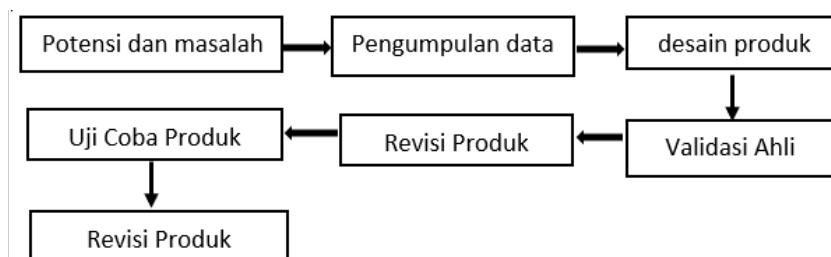 Potensi dan masalah
Pengumpulan data
desain produk
Validasi Ahli
Revisi Produk
Uji Coba Produk
Revisi Produk